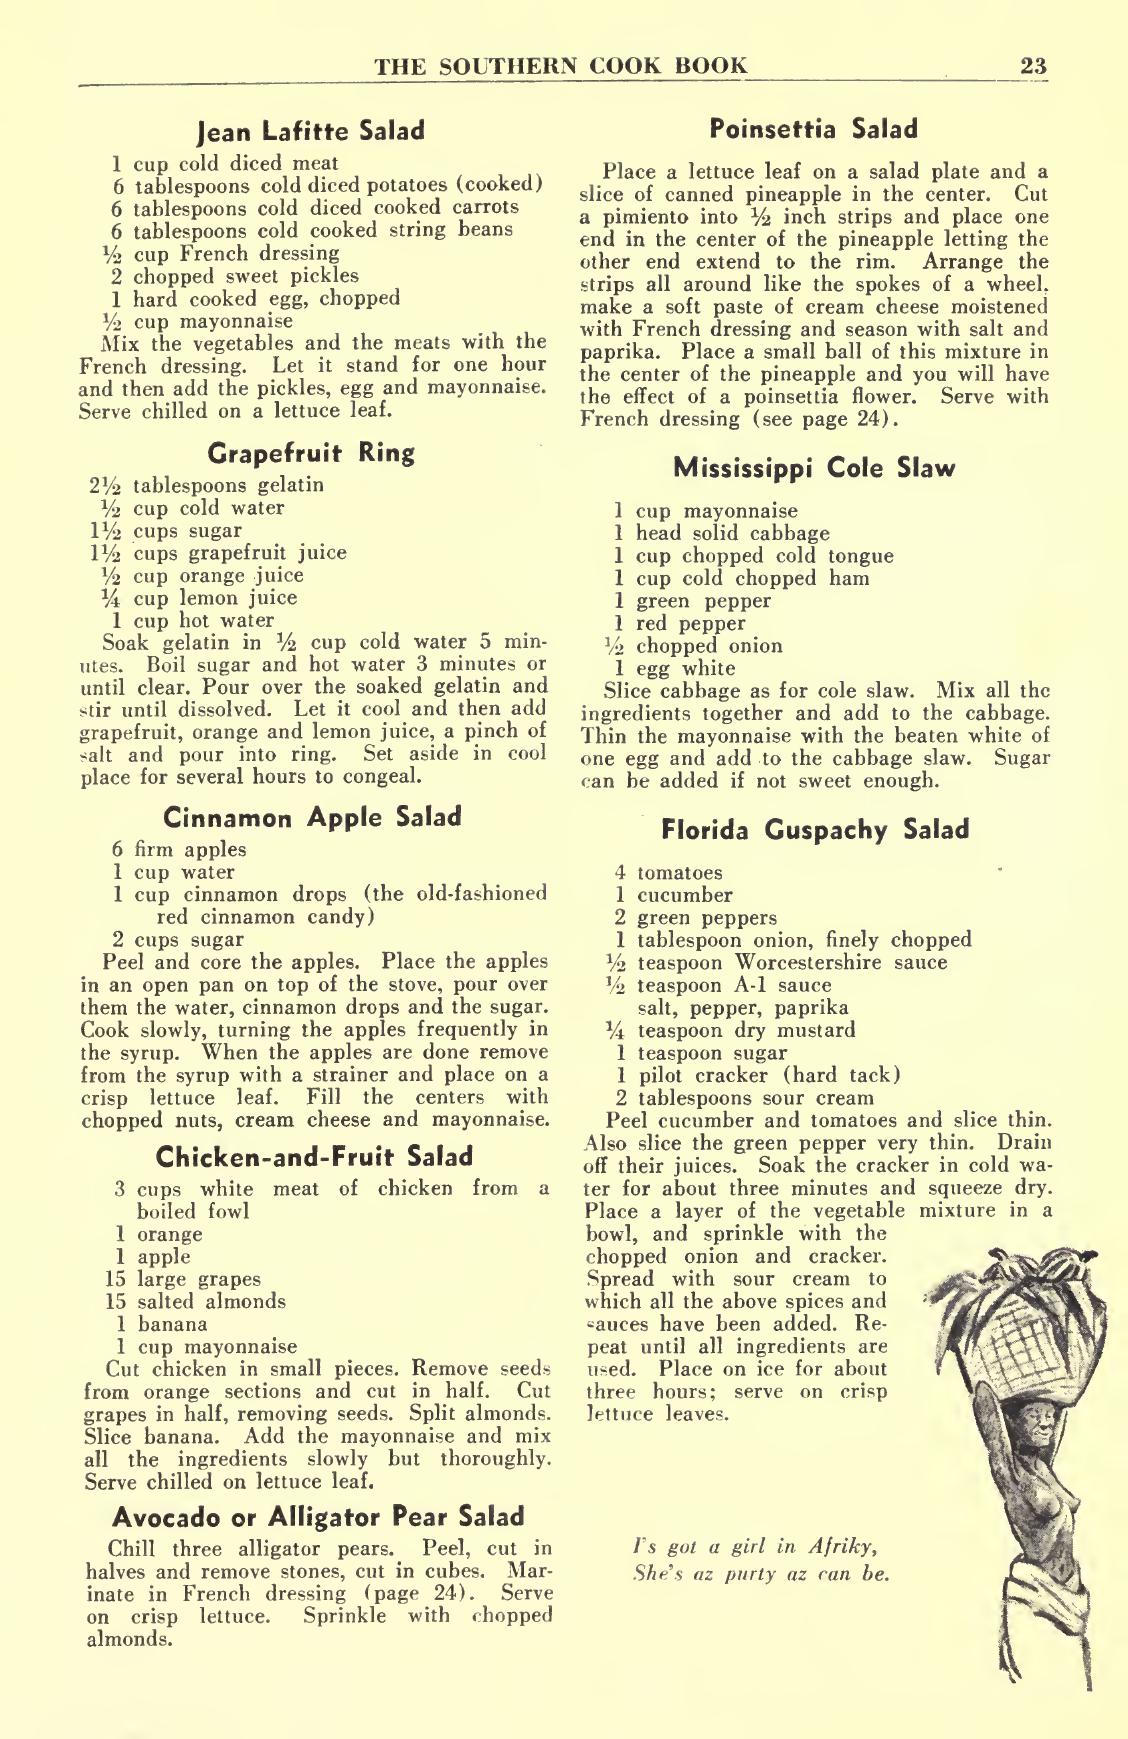 THE SOUTHERN COOK BOOK 23
Jean Lafitte Salad
1 cup cold diced meat
6 tablespoons cold diced potatoes (cooked)
6 tablespoons cold diced cooked carrots
6 tablespoons cold cooked string beans
½ cup French dressing
2 chopped sweet pickles
1 hard cooked egg, chopped
½ cup mayonnaise
Mix the vegetables and the meats with the
French dressing. Let it stand for one hour
and then add the pickles, egg and mayonnaise.
Serve chilled on a lettuce leaf.
Grapefruit Ring
2½ tablespoons gelatin
½ cup cold water
1½ cups sugar
1½ cups grapefruit juice
½ cup orange juice
¼ cup lemon juice
1 cup hot water
Soak gelatin in ½ cup cold water 5 min-
utes. Boil sugar and hot water 3 minutes or
until clear. Pour over the soaked gelatin and
stir until dissolved. Let it cool and then add
grapefruit, orange and lemon juice, a pinch of
salt and pour into ring. Set aside in cool
place for several hours to congeal.
Cinnamon Apple Salad
6 firm apples
1 cup water
1 cup cinnamon drops (the old-fashioned
red cinnamon candy)
2 cups sugar
Peel and core the apples. Place the apples
in an open pan on top of the stove, pour over
them the water, cinnamon drops and the sugar.
Cook slowly, turning the apples frequently in
the syrup. When the apples are done remove
from the syrup with a strainer and place on a
crisp lettuce leaf. Fill the centers with
chopped nuts, cream cheese and mayonnaise.
Chicken-and-Fruit Salad
3 cups white meat of chicken from a
boiled fowl
1 orange
1 apple
15 large grapes
15 salted almonds
1 banana
1 cup mayonnaise
Cut chicken in small pieces. Remove seeds
from orange sections and cut in half. Cut
grapes in half, removing seeds. Split almonds.
Slice banana. Add the mayonnaise and mix
all the ingredients slowly but thoroughly.
Serve chilled on lettuce leaf.
Avocado or Alligator Pear Salad
Chill three alligator pears. Peel, cut in
halves and remove stones, cut in cubes. Mar-
inate in French dressing (page 24). Serve
on crisp lettuce. Sprinkle with chopped
almonds.
Poinsettia Salad
Place a lettuce leaf on a salad plate and a
slice of canned pineapple in the center. Cut
a pimiento into ½ inch strips and place one
end in the center of the pineapple letting the
other end extend to the rim. Arrange the
strips all around like the spokes of a wheel,
make a soft paste of cream cheese moistened
with French dressing and season with salt and
paprika. Place a small ball of this mixture in
the center of the pineapple and you will have
the effect of a poinsettia flower. Serve with
French dressing (see page 24).
Mississippi Cole Slaw
1 cup mayonnaise
1 head solid cabbage
1 cup chopped cold tongue
1 cup cold chopped ham
1 green pepper
1 red pepper
½ chopped onion
1 egg white
Slice cabbage as for cole slaw. Mix all the
ingredients together and add to the cabbage.
Thin the mayonnaise with the beaten white of
one egg and add to the cabbage slaw. Sugar
can be added if not sweet enough.
Florida Guspachy Salad
4 tomatoes
1 cucumber
2 green peppers
1 tablespoon onion, finely chopped
½ teaspoon Worcestershire sauce
½ teaspoon A-1 sauce
salt, pepper, paprika
¼ teaspoon dry mustard
1 teaspoon sugar
1 pilot cracker (hard tack)
2 tablespoons sour cream
Peel cucumber and tomatoes and slice thin.
Also slice the green pepper very thin. Drain
off their juices. Soak the cracker in cold wa-
ter for about three minutes and squeeze dry.
Place a layer of the vegetable mixture in a
bowl, and sprinkle with the
chopped onion and cracker.
Spread with sour cream to
which all the above spices and
sauces have been added. Re-
peat until all ingredients are
used. Place on ice for about
three hours; serve on crisp
lettuce leaves.
I's got a girl in Afriky,
She's az purty az can be.